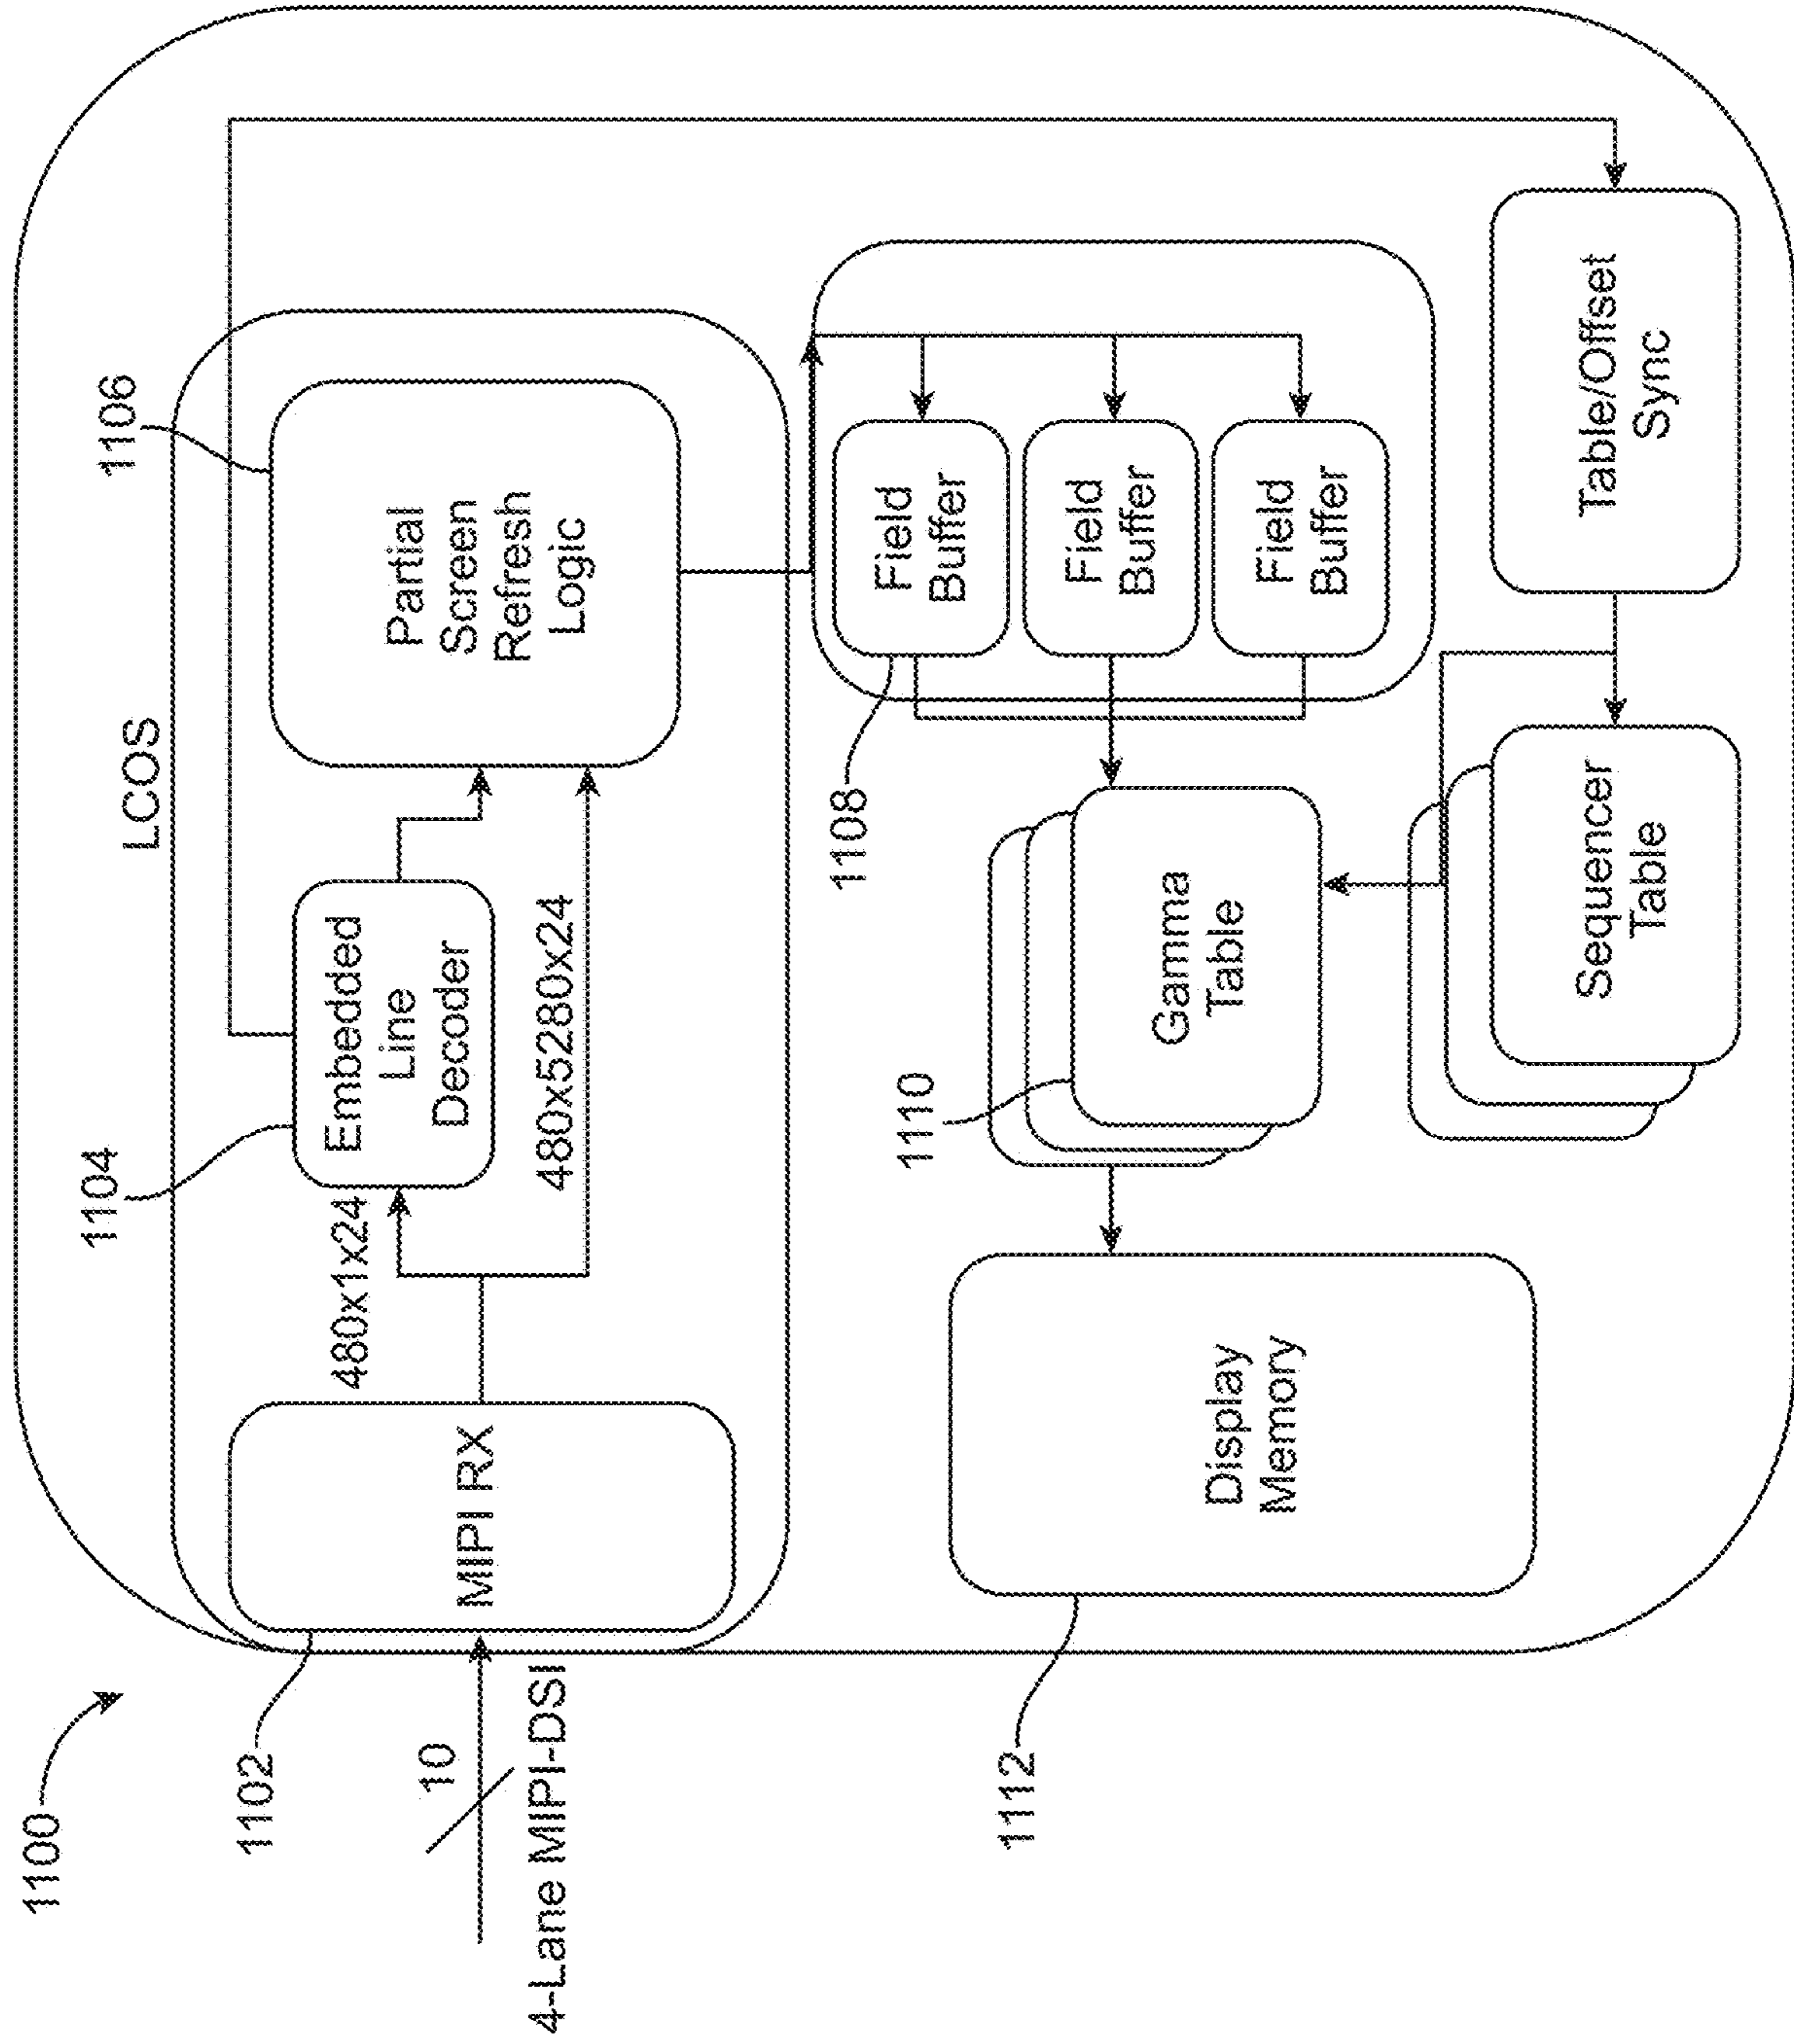 1100
LCOS
4-Lane MIPI-DSI
10
1102
MIPI RX
480x1x24
480x5280x24
1104
Embedded
Line
Decoder
1106
Partial
Screen
Refresh
Logic
1108
Field
Buffer
Field
Buffer
Field
Buffer
1110
Gamma
Table
1112
Display
Memory
Sequencer
Table
Table/Offset
Sync